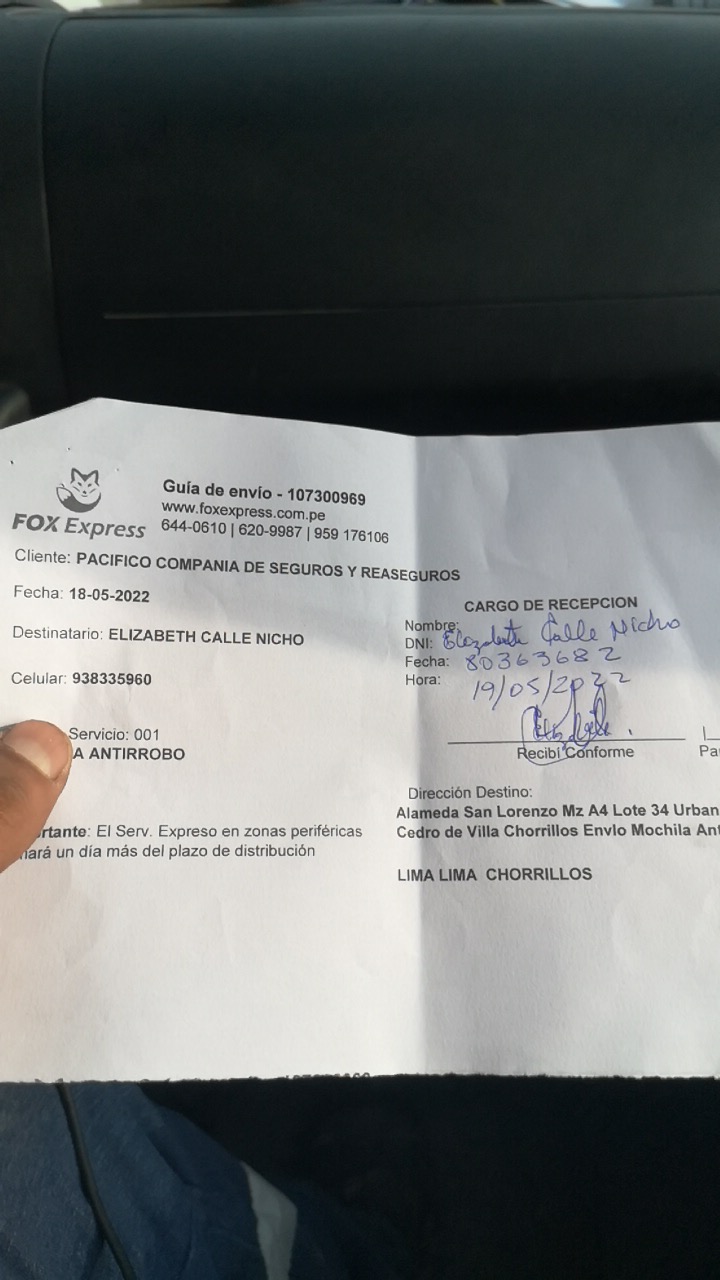 FOX Express
Guía de envío - 107300969
www.foxexpress.com.pe
644-0610 | 620-9987 | 959 176106
Cliente: PACIFICO COMPANIA DE SEGUROS Y REASEGUROS
Fecha: 18-05-2022
Destinatario: ELIZABETH CALLE NICHO
Celular: 938335960
Servicio: 001
A ANTIRROBO
rtante: El Serv. Expreso en zonas periféricas
nará un día más del plazo de distribución
CARGO DE RECEPCION
Nombre:
DNI: Calle Nicho
Fecha: 80363682
Hora: 19/05/2022
Recibí Conforme
Pa
Dirección Destino:
Alameda San Lorenzo Mz A4 Lote 34 Urban
Cedro de Villa Chorrillos EnvIo Mochila Ant
LIMA LIMA CHORRILLOS